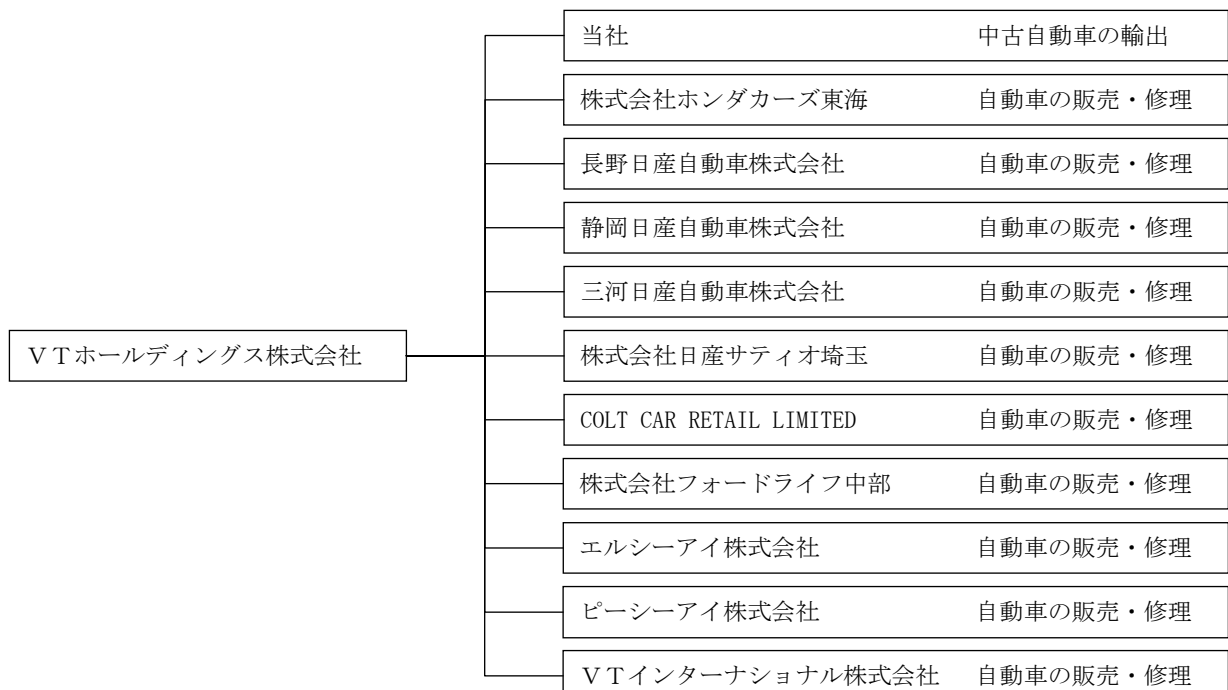 当社 中古自動車の輸出
株式会社ホンダカーズ東海 自動車の販売・修理
長野日産自動車株式会社 自動車の販売・修理
静岡日産自動車株式会社 自動車の販売・修理
三河日産自動車株式会社 自動車の販売・修理
ＶＴホールディングス株式会社
株式会社日産サティオ埼玉 自動車の販売・修理
COLT CAR RETAIL LIMITED 自動車の販売・修理
株式会社フォードライフ中部 自動車の販売・修理
エルシーアイ株式会社 自動車の販売・修理
ピーシーアイ株式会社 自動車の販売・修理
ＶＴインターナショナル株式会社 自動車の販売・修理